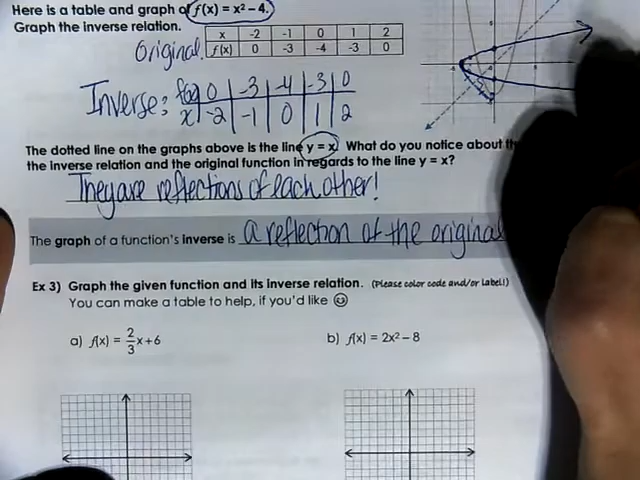 Here is a table and graph of f(x) = x² – 4.
Graph the inverse relation.
Original:
x -2 -1 0 1 2
f(x) 0 -3 -4 -3 0
Inverse:
f(x) 0 -3 -4 -3 0
x -2 -1 0 1 2
The dotted line on the graphs above is the line y = x. What do you notice about
the inverse relation and the original function in regards to the line y = x?
They are reflections of each other!
The graph of a function's inverse is a reflection of the original
Ex 3) Graph the given function and its inverse relation. (Please color code and/or label!)
You can make a table to help, if you'd like ☺
a) f(x) = 2/3 x + 6
b) f(x) = 2x² – 8